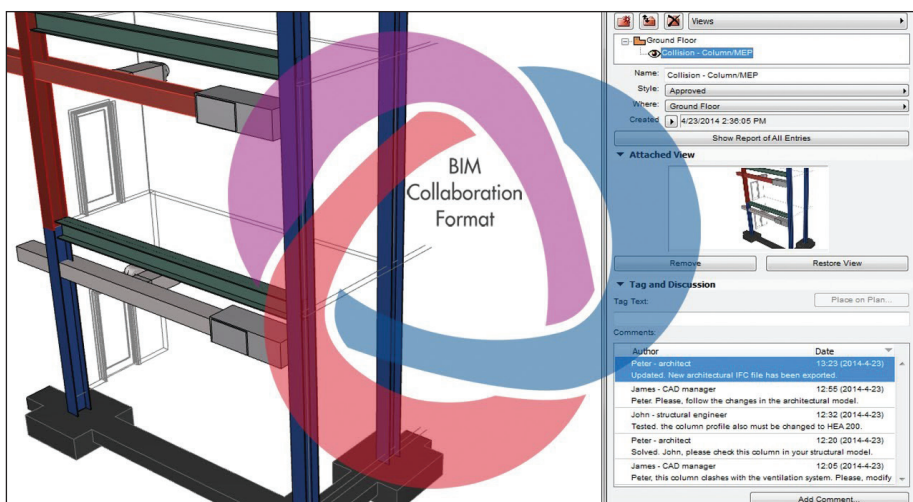 BIM
Collaboration
Format
Views
Ground Floor
Collision - Column/MEP
Name: Collision - Column/MEP
Style: Approved
Where: Ground Floor
Created 4/23/2014 2:36:05 PM
Show Report of All Entries
Attached View
Remove Restore View
Tag and Discussion
Tag Text: Place on Plan...
Comments:
Author Date
Peter - architect 13:23 (2014-4-23)
Updated. New architectural IFC file has been exported.
James - CAD manager 12:55 (2014-4-23)
Peter. Please, follow the changes in the architectural model.
John - structural engineer 12:32 (2014-4-23)
Tested. the column profile also must be changed to HEA 200.
Peter - architect 12:20 (2014-4-23)
Solved. John, please check this column in your structural model.
James - CAD manager 12:05 (2014-4-23)
Peter, this column clashes with the ventilation system. Please, modify
Add Comment...